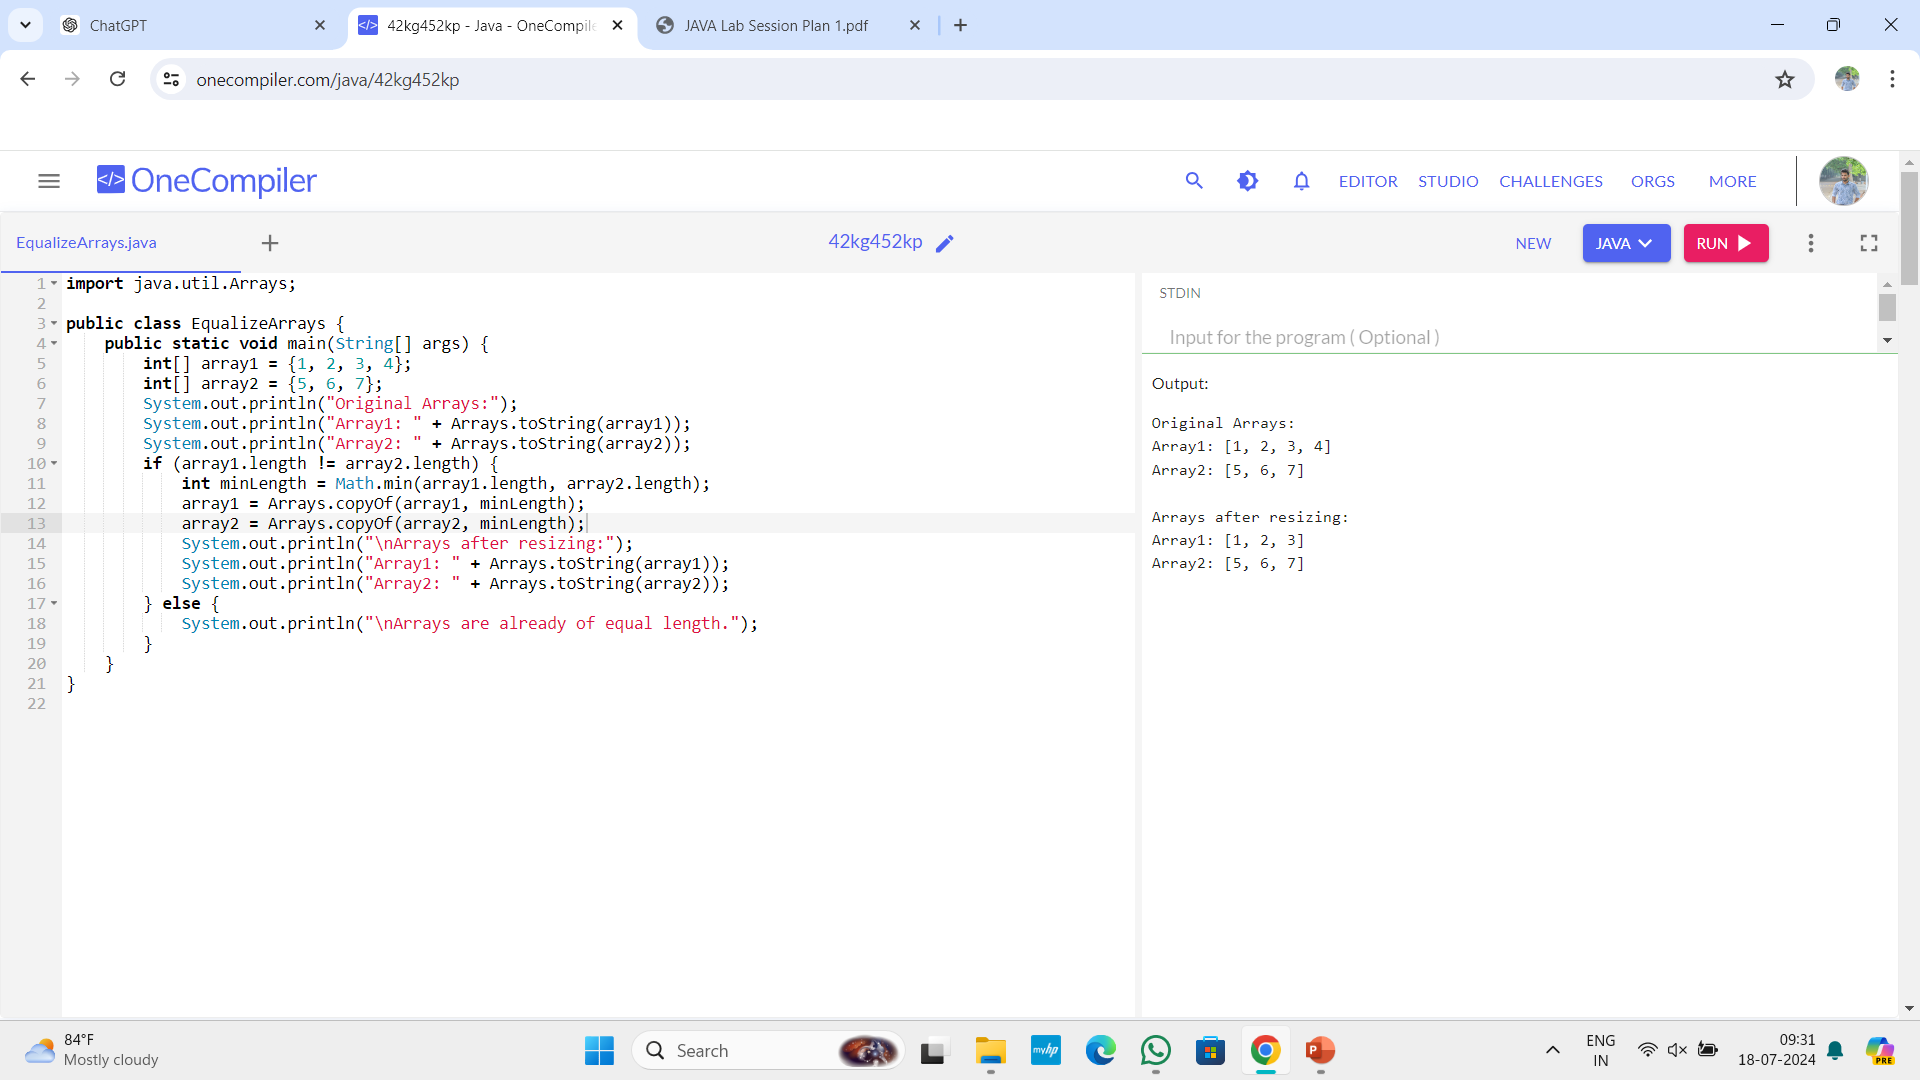 ChatGPT
42kg452kp - Java - OneCompile
JAVA Lab Session Plan 1.pdf
onecompiler.com/java/42kg452kp
</> OneCompiler
EDITOR STUDIO CHALLENGES ORGS MORE
EqualizeArrays.java
42kg452kp
NEW
JAVA
RUN
1 import java.util.Arrays;
2
3 public class EqualizeArrays {
4     public static void main(String[] args) {
5         int[] array1 = {1, 2, 3, 4};
6         int[] array2 = {5, 6, 7};
7         System.out.println("Original Arrays:");
8         System.out.println("Array1: " + Arrays.toString(array1));
9         System.out.println("Array2: " + Arrays.toString(array2));
10         if (array1.length != array2.length) {
11             int minLength = Math.min(array1.length, array2.length);
12             array1 = Arrays.copyOf(array1, minLength);
13             array2 = Arrays.copyOf(array2, minLength);
14             System.out.println("\nArrays after resizing:");
15             System.out.println("Array1: " + Arrays.toString(array1));
16             System.out.println("Array2: " + Arrays.toString(array2));
17         } else {
18             System.out.println("\nArrays are already of equal length.");
19         }
20     }
21 }
22
STDIN
Input for the program ( Optional )
Output:
Original Arrays:
Array1: [1, 2, 3, 4]
Array2: [5, 6, 7]
Arrays after resizing:
Array1: [1, 2, 3]
Array2: [5, 6, 7]
84°F
Mostly cloudy
Search
myhp
ENG
IN
09:31
18-07-2024
PRE